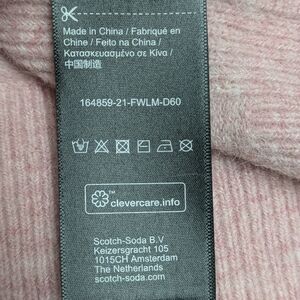 Made in China / Fabriqué en
Chine / Feito na China /
Κατασκευασμένο σε Κίνα /
中国制造
164859-21-FWLM-D60
™
clevercare.info
Scotch-Soda B.V
Keizersgracht 105
1015CH Amsterdam
The Netherlands
scotch-soda.com